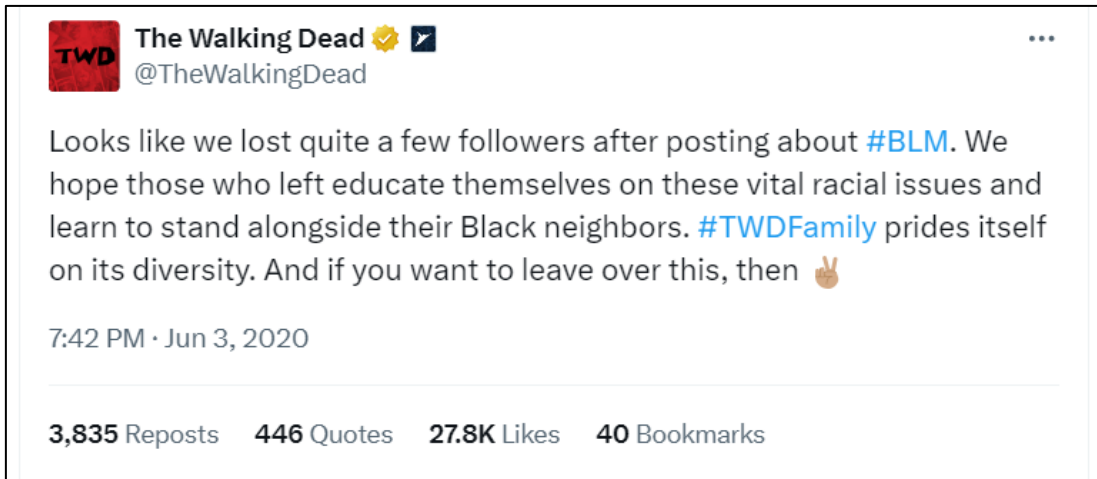 TWD
The Walking Dead
@TheWalkingDead
Looks like we lost quite a few followers after posting about #BLM. We
hope those who left educate themselves on these vital racial issues and
learn to stand alongside their Black neighbors. #TWDFamily prides itself
on its diversity. And if you want to leave over this, then ✌🏼
7:42 PM · Jun 3, 2020
3,835 Reposts 446 Quotes 27.8K Likes 40 Bookmarks